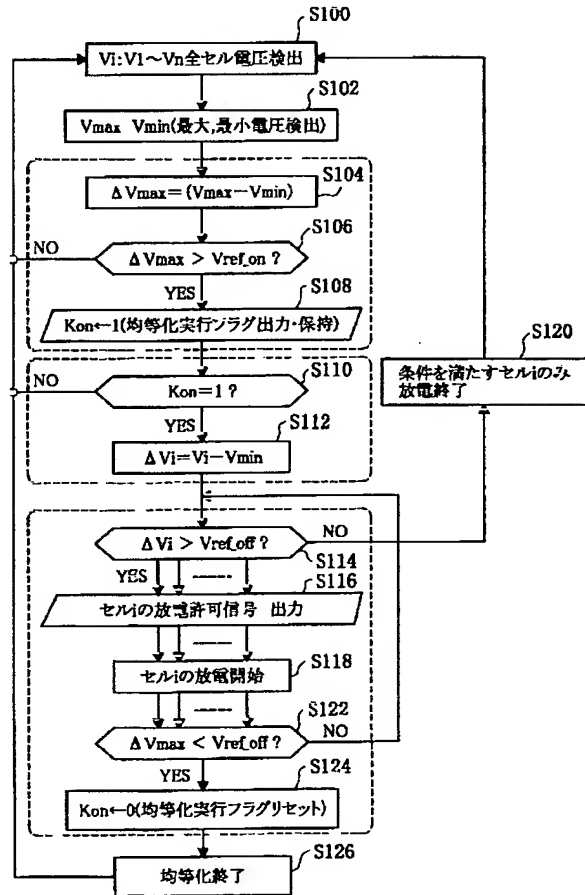 S100
Vi:V1～Vn全セル電圧検出
S102
Vmax Vmin(最大,最小電圧検出)
S104
ΔVmax=(Vmax－Vmin)
S106
NO
ΔVmax > Vref_on ?
YES
S108
Kon←1(均等化実行フラグ出力・保持)
S110
NO
Kon=1 ?
YES
S112
ΔVi=Vi－Vmin
S120
条件を満たすセルiのみ
放電終了
ΔVi > Vref_off ?
NO
S114
YES
S116
セルiの放電許可信号 出力
S118
セルiの放電開始
S122
ΔVmax < Vref_off ?
NO
YES
S124
Kon←0(均等化実行フラグリセット)
S126
均等化終了